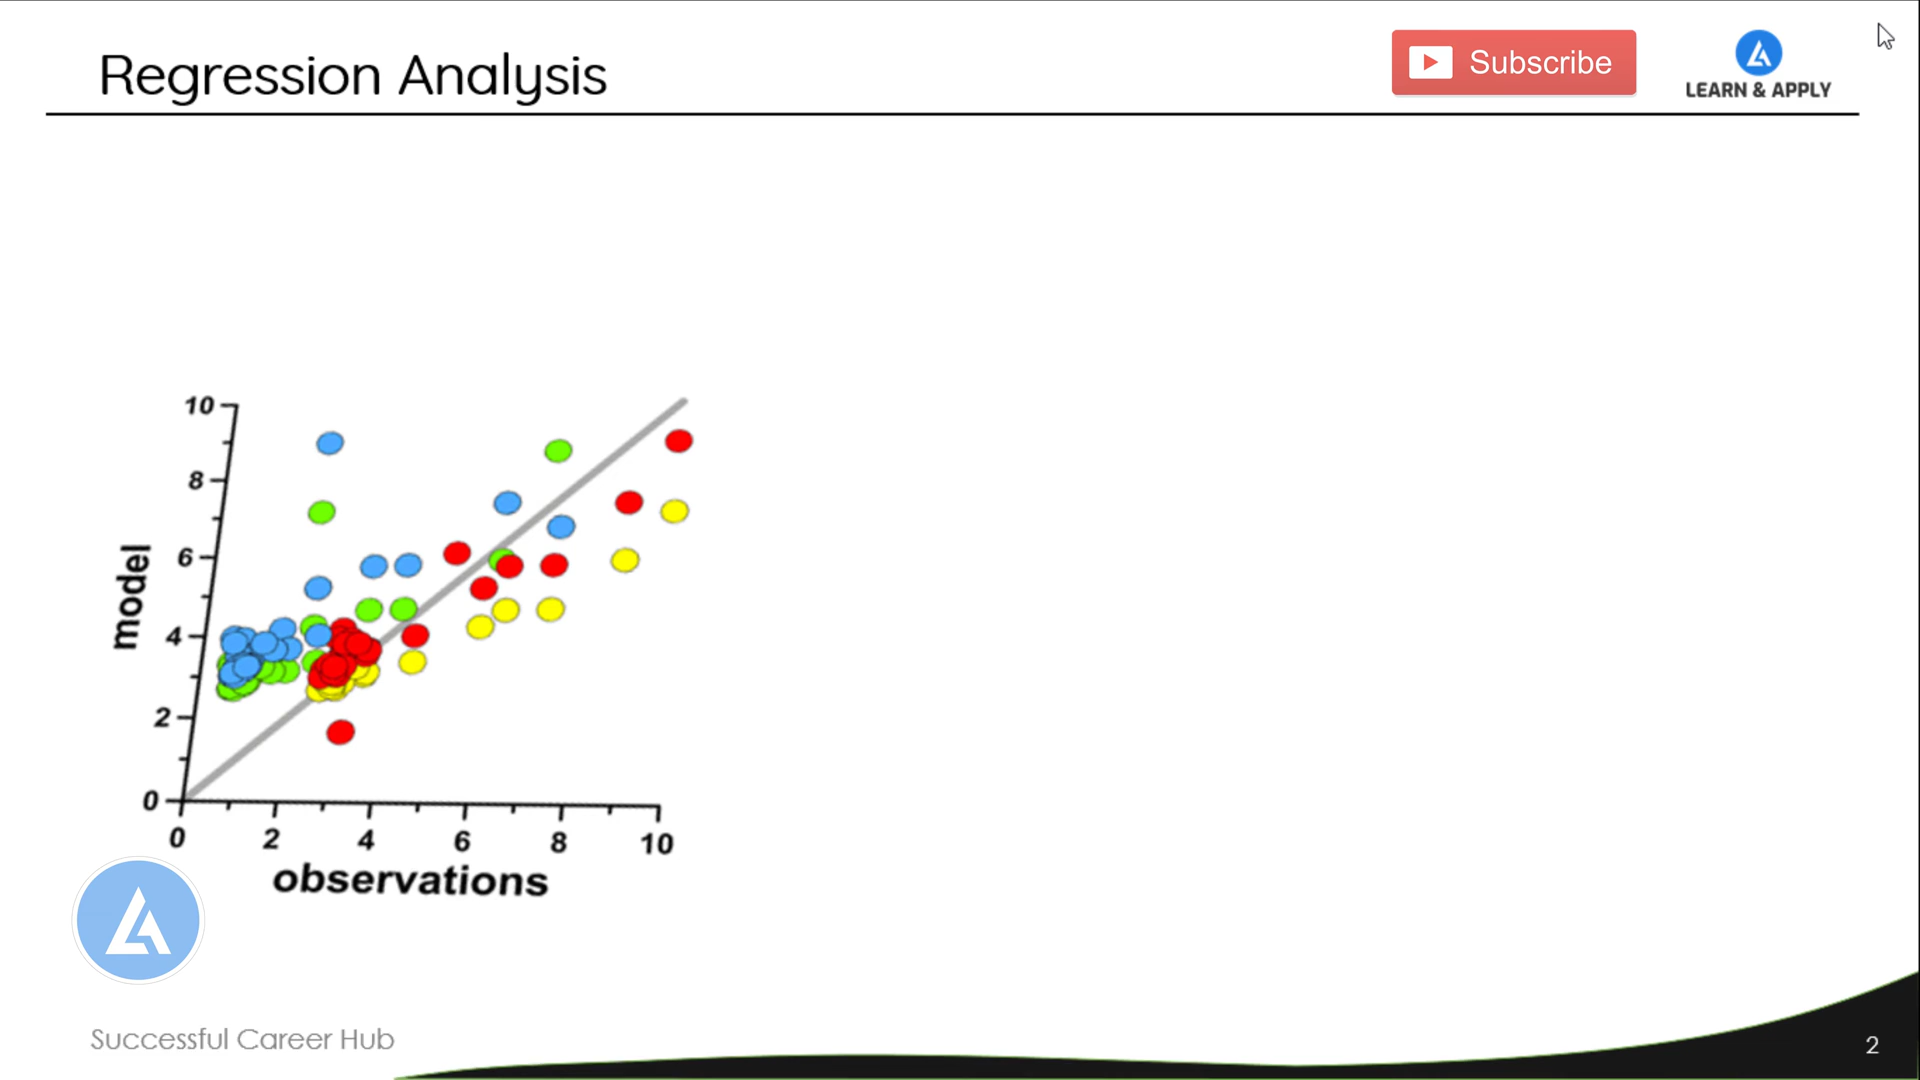 Regression Analysis
Subscribe
LEARN & APPLY
10
8
6
4
2
0
model
0 2 4 6 8 10
observations
Successful Career Hub
2